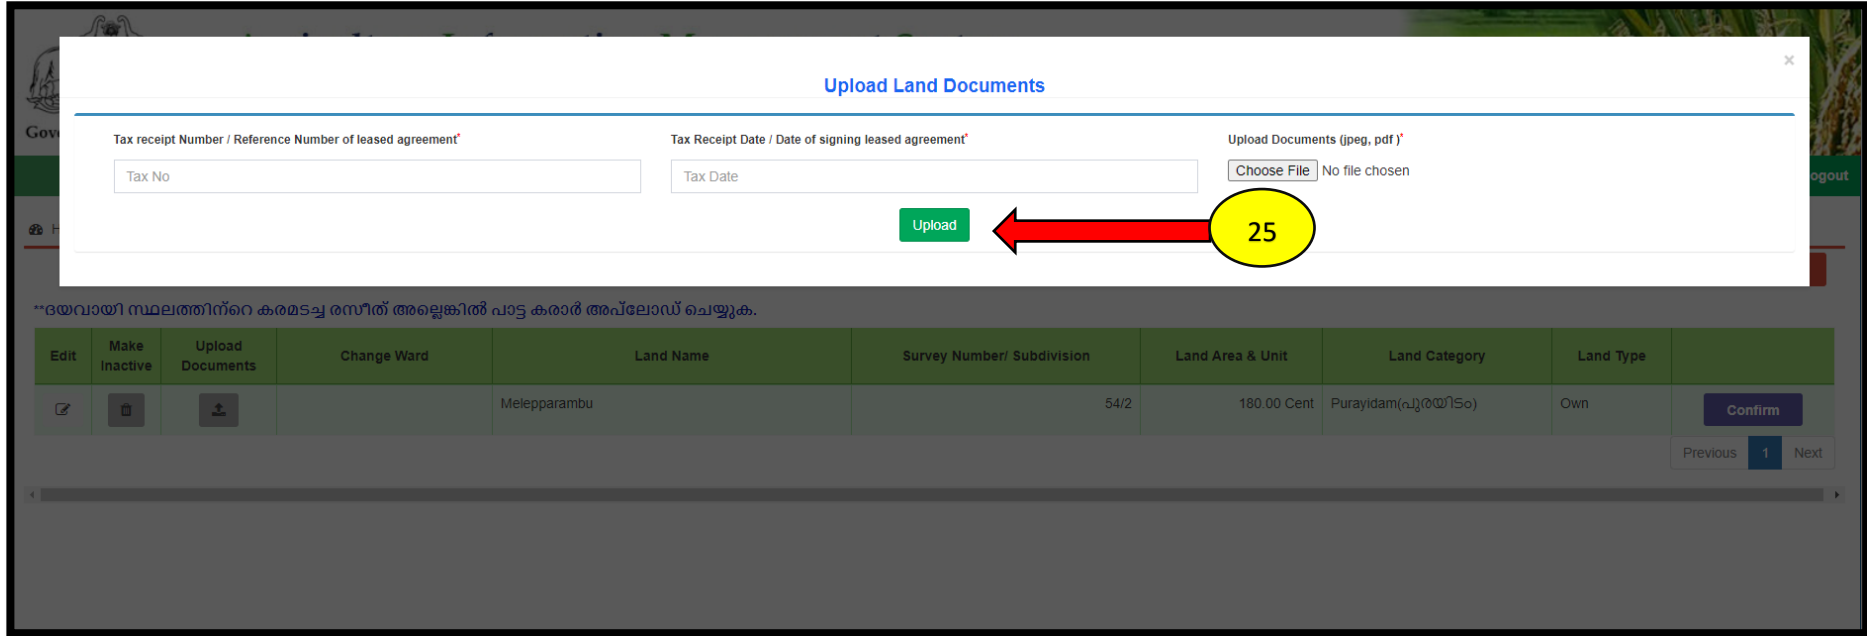 Upload Land Documents
×
Tax receipt Number / Reference Number of leased agreement*
Tax Receipt Date / Date of signing leased agreement*
Upload Documents (jpeg, pdf )*
Tax No
Tax Date
Choose File No file chosen
Upload
25
**ദയവായി സ്ഥലത്തിന്റെ കരമടച്ച രസീത് അല്ലെങ്കിൽ പാട്ട കരാർ അപ്ലോഡ് ചെയ്യുക.
Edit
Make Inactive
Upload Documents
Change Ward
Land Name
Survey Number/ Subdivision
Land Area & Unit
Land Category
Land Type
Melepparambu
54/2
180.00 Cent
Purayidam(പുരയിടം)
Own
Confirm
Previous 1 Next